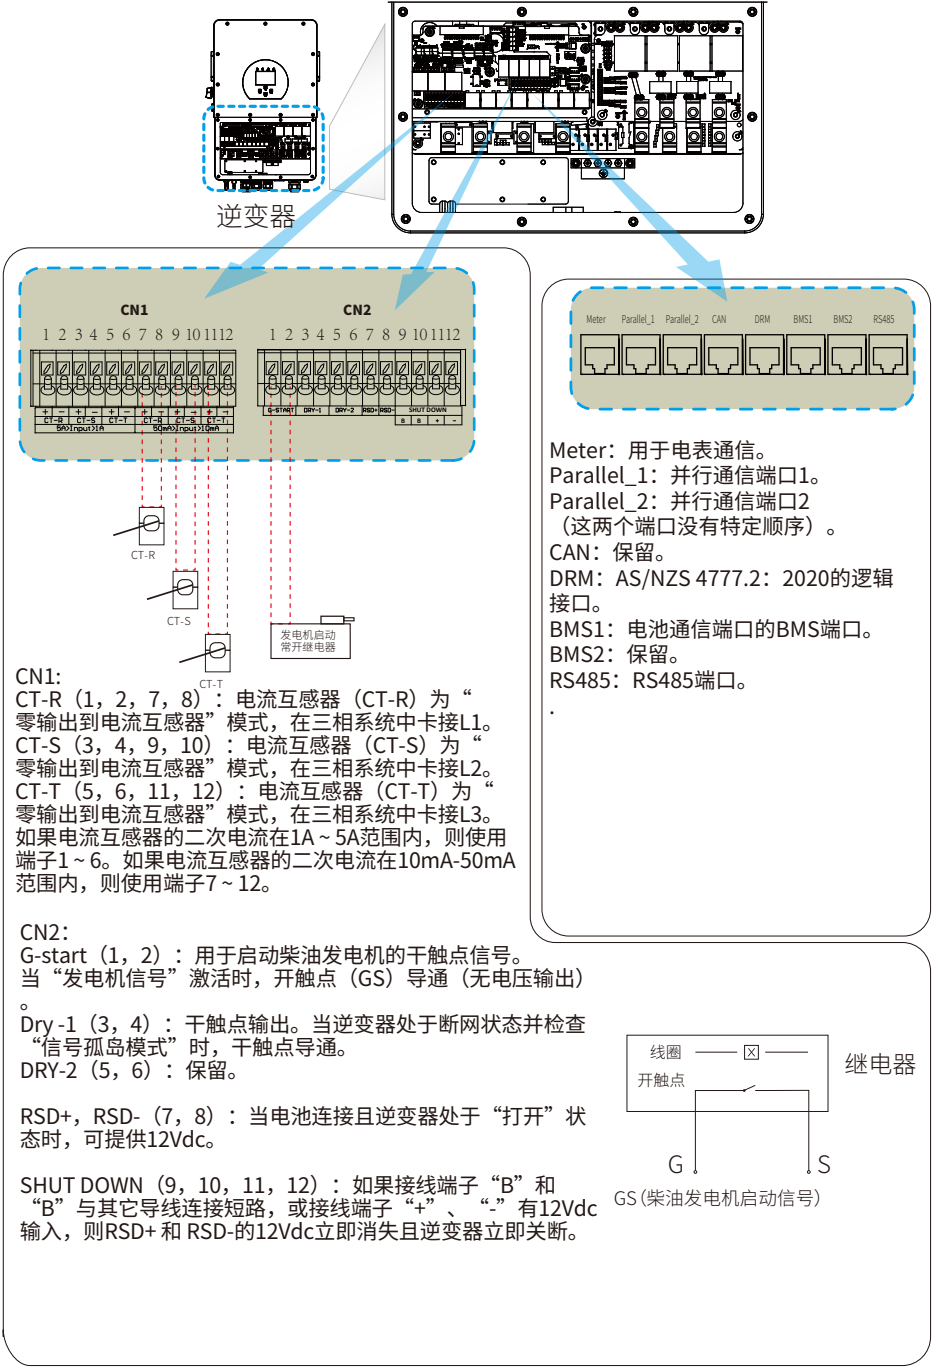 逆变器
CN1
1 2 3 4 5 6 7 8 9 10 11 12
+ − + − + − + − + − + −
CT-R CT-S CT-T CT-R CT-S CT-T
5A>Input>1A 50mA>Input>10mA
CN2
1 2 3 4 5 6 7 8 9 10 11 12
G-START DRY-1 DRY-2 RSD+ RSD- SHUT DOWN
B B + -
CT-R
CT-S
CT-T
发电机启动
常开继电器
Meter Parallel_1 Parallel_2 CAN DRM BMS1 BMS2 RS485
Meter：用于电表通信。
Parallel_1：并行通信端口1。
Parallel_2：并行通信端口2
（这两个端口没有特定顺序）。
CAN：保留。
DRM：AS/NZS 4777.2：2020的逻辑
接口。
BMS1：电池通信端口的BMS端口。
BMS2：保留。
RS485：RS485端口。
.
CN1:
CT-R（1，2，7，8）：电流互感器（CT-R）为“
零输出到电流互感器”模式，在三相系统中卡接L1。
CT-S（3，4，9，10）：电流互感器（CT-S）为“
零输出到电流互感器”模式，在三相系统中卡接L2。
CT-T（5，6，11，12）：电流互感器（CT-T）为“
零输出到电流互感器”模式，在三相系统中卡接L3。
如果电流互感器的二次电流在1A ~ 5A范围内，则使用
端子1 ~ 6。如果电流互感器的二次电流在10mA-50mA
范围内，则使用端子7 ~ 12。
CN2：
G-start（1，2）：用于启动柴油发电机的干触点信号。
当“发电机信号”激活时，开触点（GS）导通（无电压输出）
。
Dry -1（3，4）：干触点输出。当逆变器处于断网状态并检查
“信号孤岛模式”时，干触点导通。
DRY-2（5，6）：保留。
RSD+，RSD-（7，8）：当电池连接且逆变器处于“打开”状
态时，可提供12Vdc。
SHUT DOWN（9，10，11，12）：如果接线端子“B”和
“B”与其它导线连接短路，或接线端子“+”、“-”有12Vdc
输入，则RSD+ 和 RSD-的12Vdc立即消失且逆变器立即关断。
线圈
开触点
继电器
G S
GS（柴油发电机启动信号）